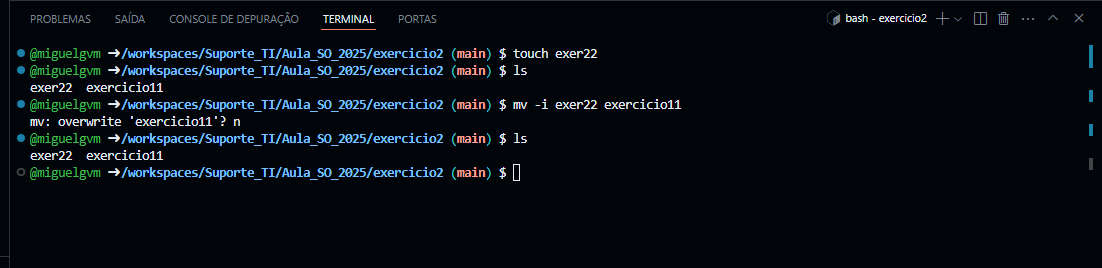 PROBLEMAS SAÍDA CONSOLE DE DEPURAÇÃO TERMINAL PORTAS bash - exercicio2
@miguelgvm ➜/workspaces/Suporte_TI/Aula_SO_2025/exercicio2 (main) $ touch exer22
@miguelgvm ➜/workspaces/Suporte_TI/Aula_SO_2025/exercicio2 (main) $ ls
exer22 exercicio11
@miguelgvm ➜/workspaces/Suporte_TI/Aula_SO_2025/exercicio2 (main) $ mv -i exer22 exercicio11
mv: overwrite 'exercicio11'? n
@miguelgvm ➜/workspaces/Suporte_TI/Aula_SO_2025/exercicio2 (main) $ ls
exer22 exercicio11
@miguelgvm ➜/workspaces/Suporte_TI/Aula_SO_2025/exercicio2 (main) $